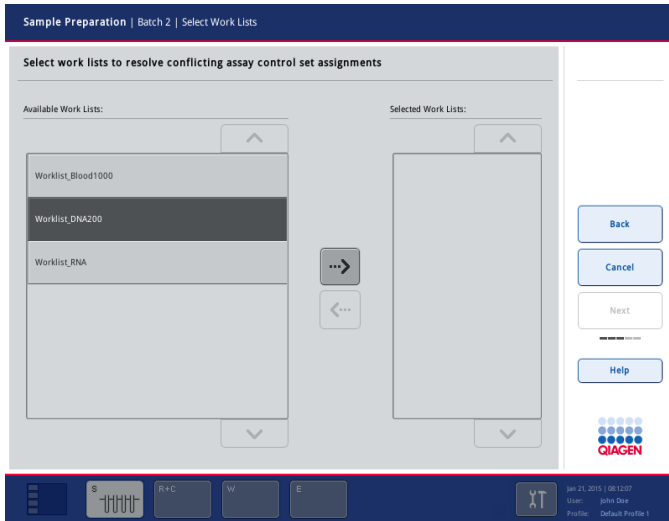 Sample Preparation | Batch 2 | Select Work Lists
Select work lists to resolve conflicting assay control set assignments
Available Work Lists:
Selected Work Lists:
Worklist_Blood1000
Worklist_DNA200
Worklist_RNA
Back
Cancel
Next
Help
QIAGEN
S
R+C
W
E
Jan 21, 2015 | 08:12:07
User: John Doe
Profile: Default Profile 1